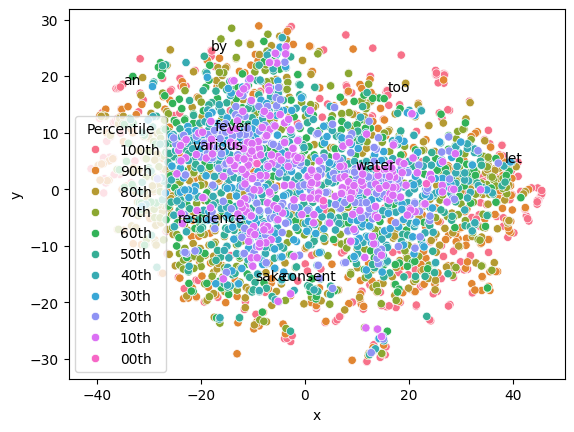 30
20
10
0
−10
−20
−30
y
by
an
too
fever
various
water
let
residence
sake
consent
Percentile
100th
90th
80th
70th
60th
50th
40th
30th
20th
10th
00th
−40
−20
0
20
40
x